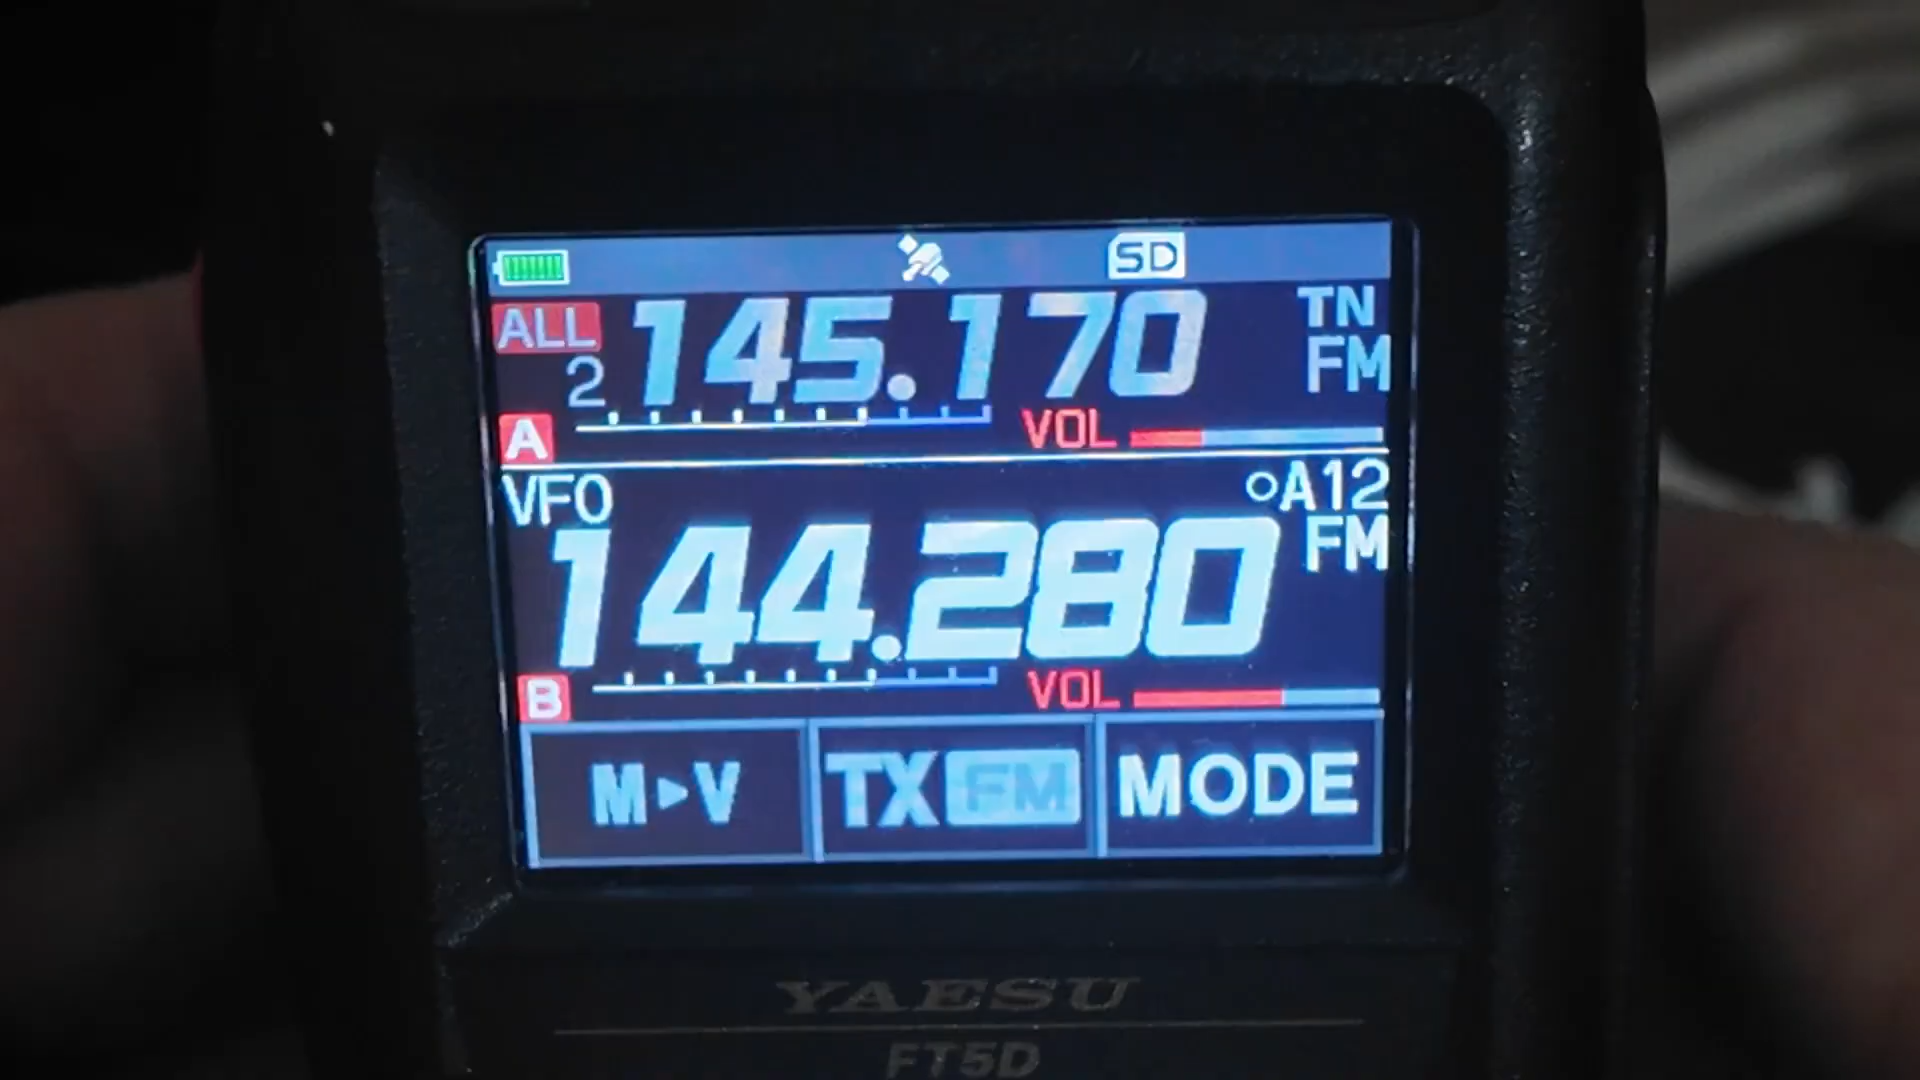 SD
ALL 145.170 TN
2 FM
A VOL
VFO A12
144.280 FM
B VOL
M▸V TX FM MODE
YAESU
FT5D